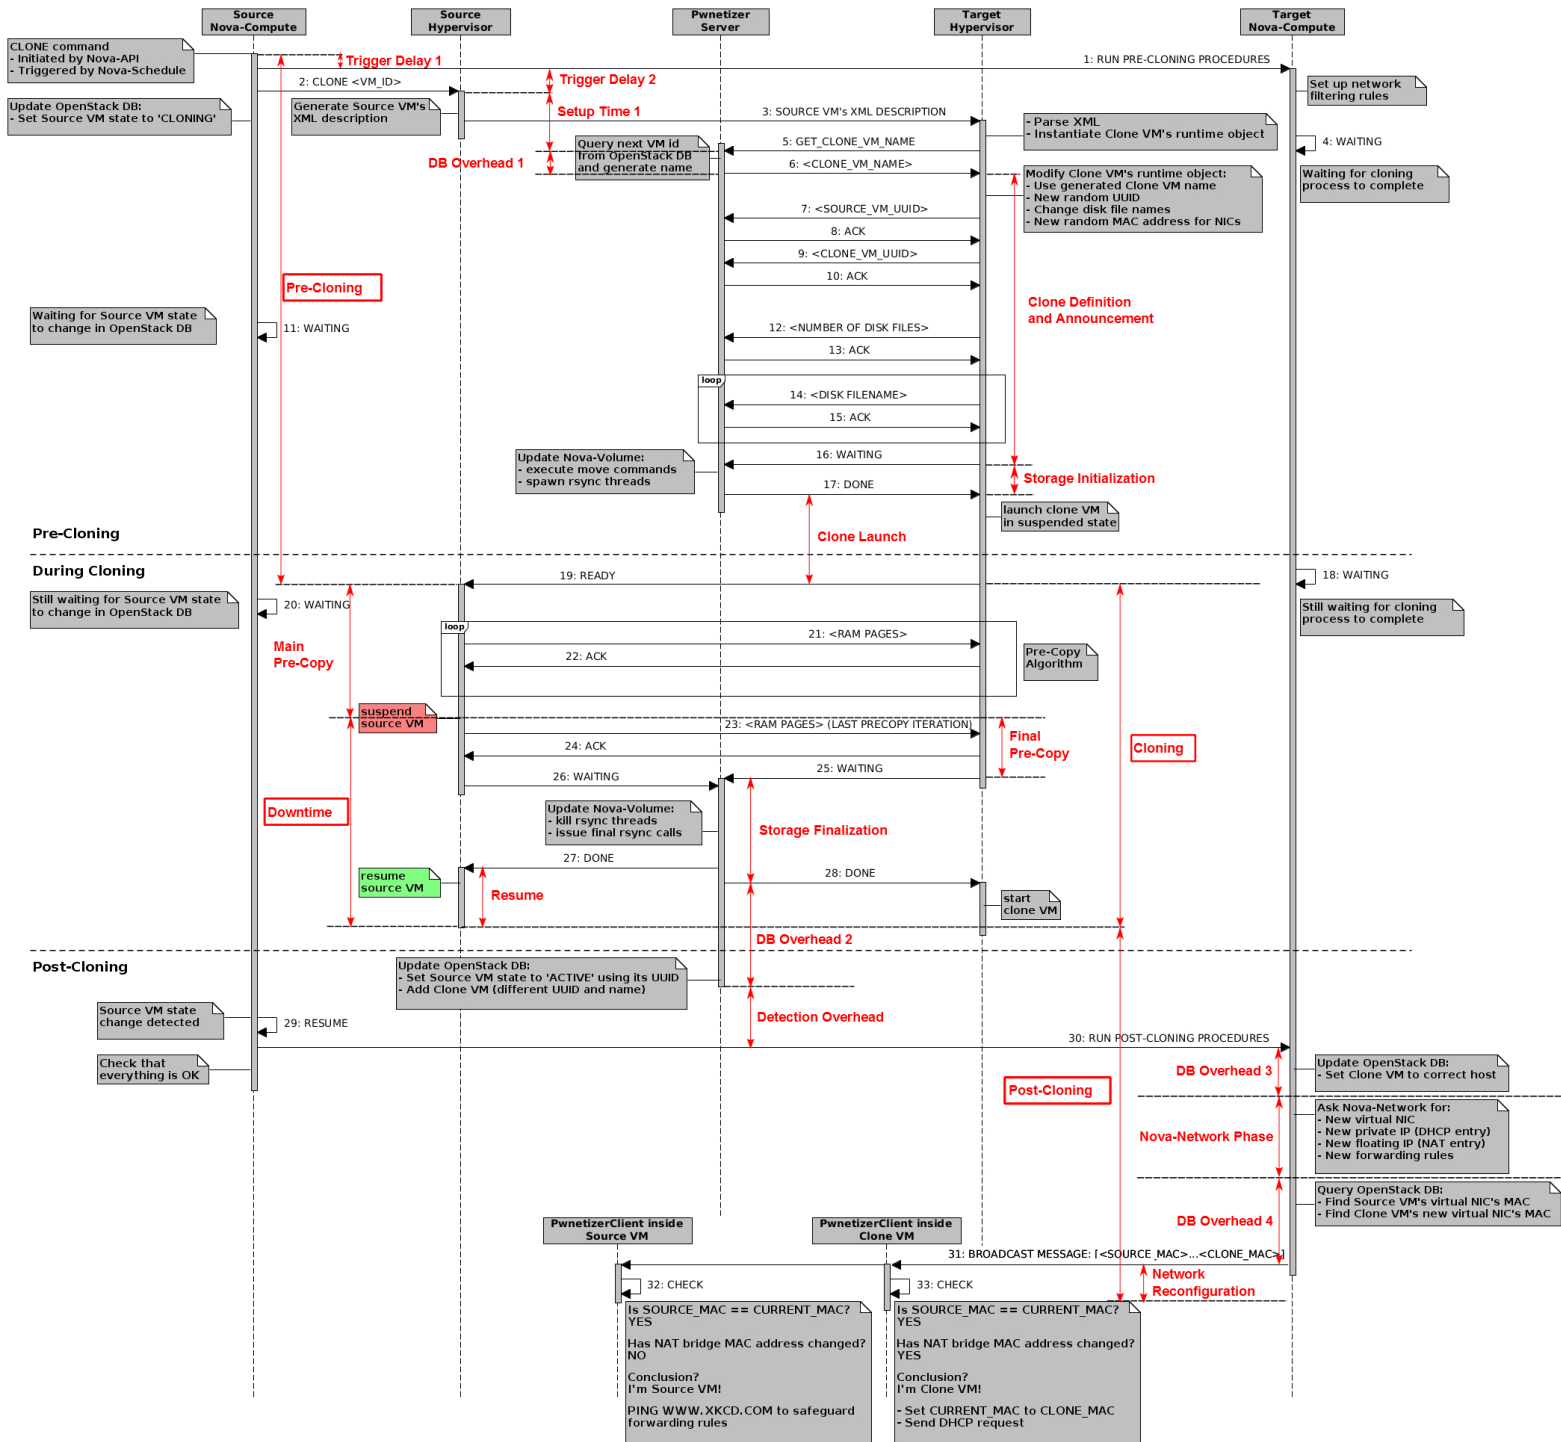 Source
Nova-Compute
Source
Hypervisor
Pwnetizer
Server
Target
Hypervisor
Target
Nova-Compute
CLONE command
- Initiated by Nova-API
- Triggered by Nova-Schedule
Trigger Delay 1
1: RUN PRE-CLONING PROCEDURES
Trigger Delay 2
2: CLONE <VM_ID>
Set up network
filtering rules
Update OpenStack DB:
- Set Source VM state to 'CLONING'
Generate Source VM's
XML description
Setup Time 1
3: SOURCE VM's XML DESCRIPTION
- Parse XML
- Instantiate Clone VM's runtime object
Query next VM id
from OpenStack DB
and generate name
5: GET_CLONE_VM_NAME
4: WAITING
DB Overhead 1
6: <CLONE_VM_NAME>
Modify Clone VM's runtime object:
- Use generated Clone VM name
- New random UUID
- Change disk file names
- New random MAC address for NICs
Waiting for cloning
process to complete
7: <SOURCE_VM_UUID>
8: ACK
9: <CLONE_VM_UUID>
10: ACK
Pre-Cloning
Clone Definition
and Announcement
Waiting for Source VM state
to change in OpenStack DB
11: WAITING
12: <NUMBER OF DISK FILES>
13: ACK
loop
14: <DISK FILENAME>
15: ACK
Update Nova-Volume:
- execute move commands
- spawn rsync threads
16: WAITING
Storage Initialization
17: DONE
launch clone VM
in suspended state
Pre-Cloning
Clone Launch
During Cloning
19: READY
18: WAITING
Still waiting for Source VM state
to change in OpenStack DB
20: WAITING
Still waiting for cloning
process to complete
loop
21: <RAM PAGES>
Main
Pre-Copy
22: ACK
Pre-Copy
Algorithm
suspend
source VM
23: <RAM PAGES> (LAST PRECOPY ITERATION)
Final
Pre-Copy
Cloning
24: ACK
25: WAITING
26: WAITING
Downtime
Update Nova-Volume:
- kill rsync threads
- issue final rsync calls
Storage Finalization
27: DONE
28: DONE
resume
source VM
Resume
start
clone VM
DB Overhead 2
Post-Cloning
Update OpenStack DB:
- Set Source VM state to 'ACTIVE' using its UUID
- Add Clone VM (different UUID and name)
Source VM state
change detected
29: RESUME
Detection Overhead
30: RUN POST-CLONING PROCEDURES
Check that
everything is OK
DB Overhead 3
Update OpenStack DB:
- Set Clone VM to correct host
Post-Cloning
Ask Nova-Network for:
- New virtual NIC
- New private IP (DHCP entry)
- New floating IP (NAT entry)
- New forwarding rules
Nova-Network Phase
Query OpenStack DB:
- Find Source VM's virtual NIC's MAC
- Find Clone VM's new virtual NIC's MAC
DB Overhead 4
PwnetizerClient inside
Source VM
PwnetizerClient inside
Clone VM
31: BROADCAST MESSAGE: [<SOURCE_MAC>...<CLONE_MAC>]
32: CHECK
33: CHECK
Network
Reconfiguration
Is SOURCE_MAC == CURRENT_MAC?
YES
Has NAT bridge MAC address changed?
NO
Conclusion?
I'm Source VM!
PING WWW.XKCD.COM to safeguard
forwarding rules
Is SOURCE_MAC == CURRENT_MAC?
YES
Has NAT bridge MAC address changed?
YES
Conclusion?
I'm Clone VM!
- Set CURRENT_MAC to CLONE_MAC
- Send DHCP request